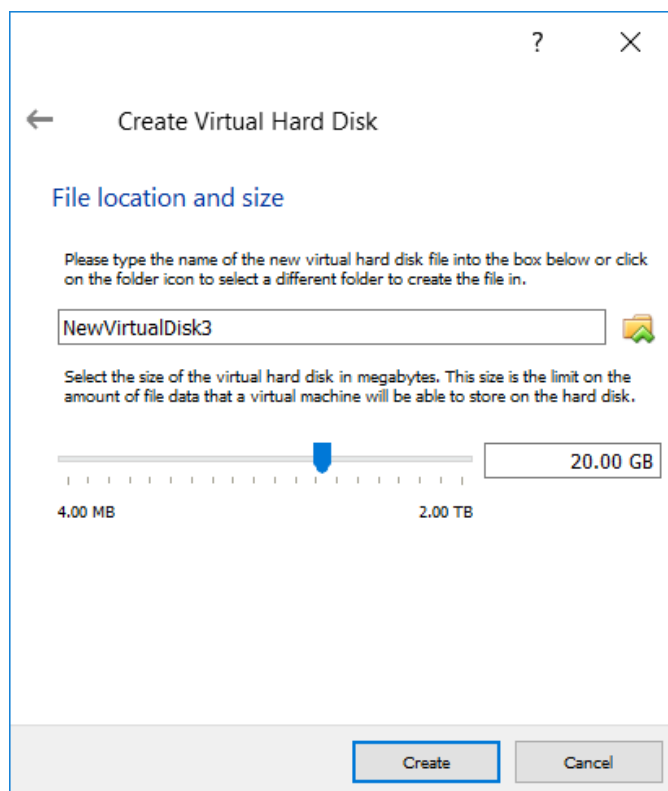 ?
Create Virtual Hard Disk
File location and size
Please type the name of the new virtual hard disk file into the box below or click
on the folder icon to select a different folder to create the file in.
NewVirtualDisk3
Select the size of the virtual hard disk in megabytes. This size is the limit on the
amount of file data that a virtual machine will be able to store on the hard disk.
20.00 GB
4.00 MB 2.00 TB
Create Cancel